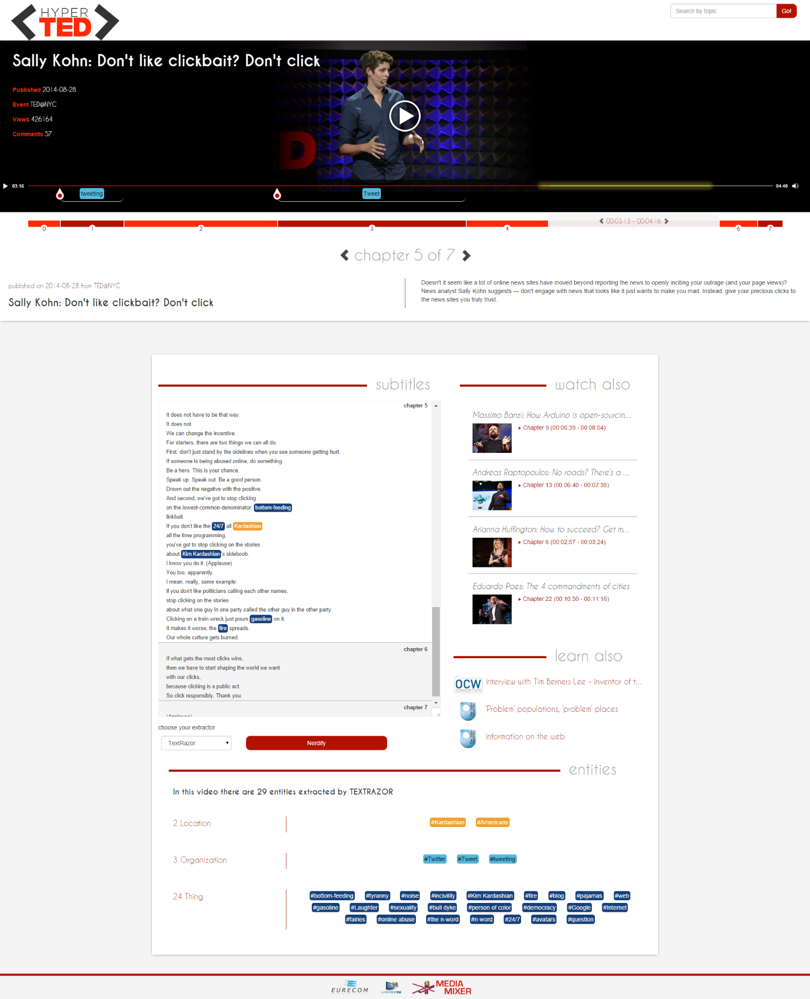 HYPER
TED
Search by topic
Go!
Sally Kohn: Don't like clickbait? Don't click
Published 2014-08-28
Event TED@NYC
Views 426164
Comments 57
D
03:16
04:40
tweeting
Tweet
00:03:13 - 00:04:16
0 1 2 3 4 5 6 7
chapter 5 of 7
published on 2014-08-28 from TED@NYC
Sally Kohn: Don't like clickbait? Don't click
Doesn't it seem like a lot of online news sites have moved beyond reporting the news to openly inciting your outrage (and your page views)?
News analyst Sally Kohn suggests — don't engage with news that looks like it just wants to make you mad. Instead, give your precious clicks to
the news sites you truly trust.
subtitles
chapter 5
It does not have to be that way.
It does not.
We can change the incentive.
For starters, there are two things we can all do.
First, don't just stand by the sidelines when you see someone getting hurt.
If someone is being abused online, do something.
Be a hero. This is your chance.
Speak up. Speak out. Be a good person.
Drown out the negative with the positive.
And second, we've got to stop clicking
on the lowest-common-denominator, bottom-feeding
linkbait.
If you don't like the 24/7 all Kardashian
all the time programming,
you've got to stop clicking on the stories
about Kim Kardashian's sideboob.
I know you do it. (Applause)
You too, apparently.
I mean, really, same example:
if you don't like politicians calling each other names,
stop clicking on the stories
about what one guy in one party called the other guy in the other party.
Clicking on a train wreck just pours gasoline on it.
It makes it worse, the fire spreads.
Our whole culture gets burned.
chapter 6
If what gets the most clicks wins,
then we have to start shaping the world we want
with our clicks,
because clicking is a public act.
So click responsibly. Thank you.
chapter 7
(Applause)
choose your extractor
TextRazor
Nerdify
watch also
Massimo Banzi: How Arduino is open-sourcin...
Chapter 9 (00:06:39 - 00:08:04)
Andreas Raptopoulos: No roads? There's a ...
Chapter 13 (00:06:40 - 00:07:35)
Arianna Huffington: How to succeed? Get m...
Chapter 6 (00:02:57 - 00:03:24)
Eduardo Paes: The 4 commandments of cities
Chapter 22 (00:10:50 - 00:11:16)
learn also
OCW
CONSORTIUM
Interview with Tim Berners Lee - inventor of t...
The Open University
'Problem' populations, 'problem' places
The Open University
Information on the web
entities
In this video there are 29 entities extracted by TEXTRAZOR
2 Location
#Kardashian #Americans
3 Organization
#Twitter #Tweet #tweeting
24 Thing
#bottom-feeding #tyranny #noise #incivility #Kim Kardashian #fire #blog #pajamas #web
#gasoline #Laughter #sexuality #bull dyke #person of color #democracy #Google #Internet
#fairies #online abuse #the n-word #n-word #24/7 #avatars #question
EURECOM
LINKEDTV
MEDIA
MIXER